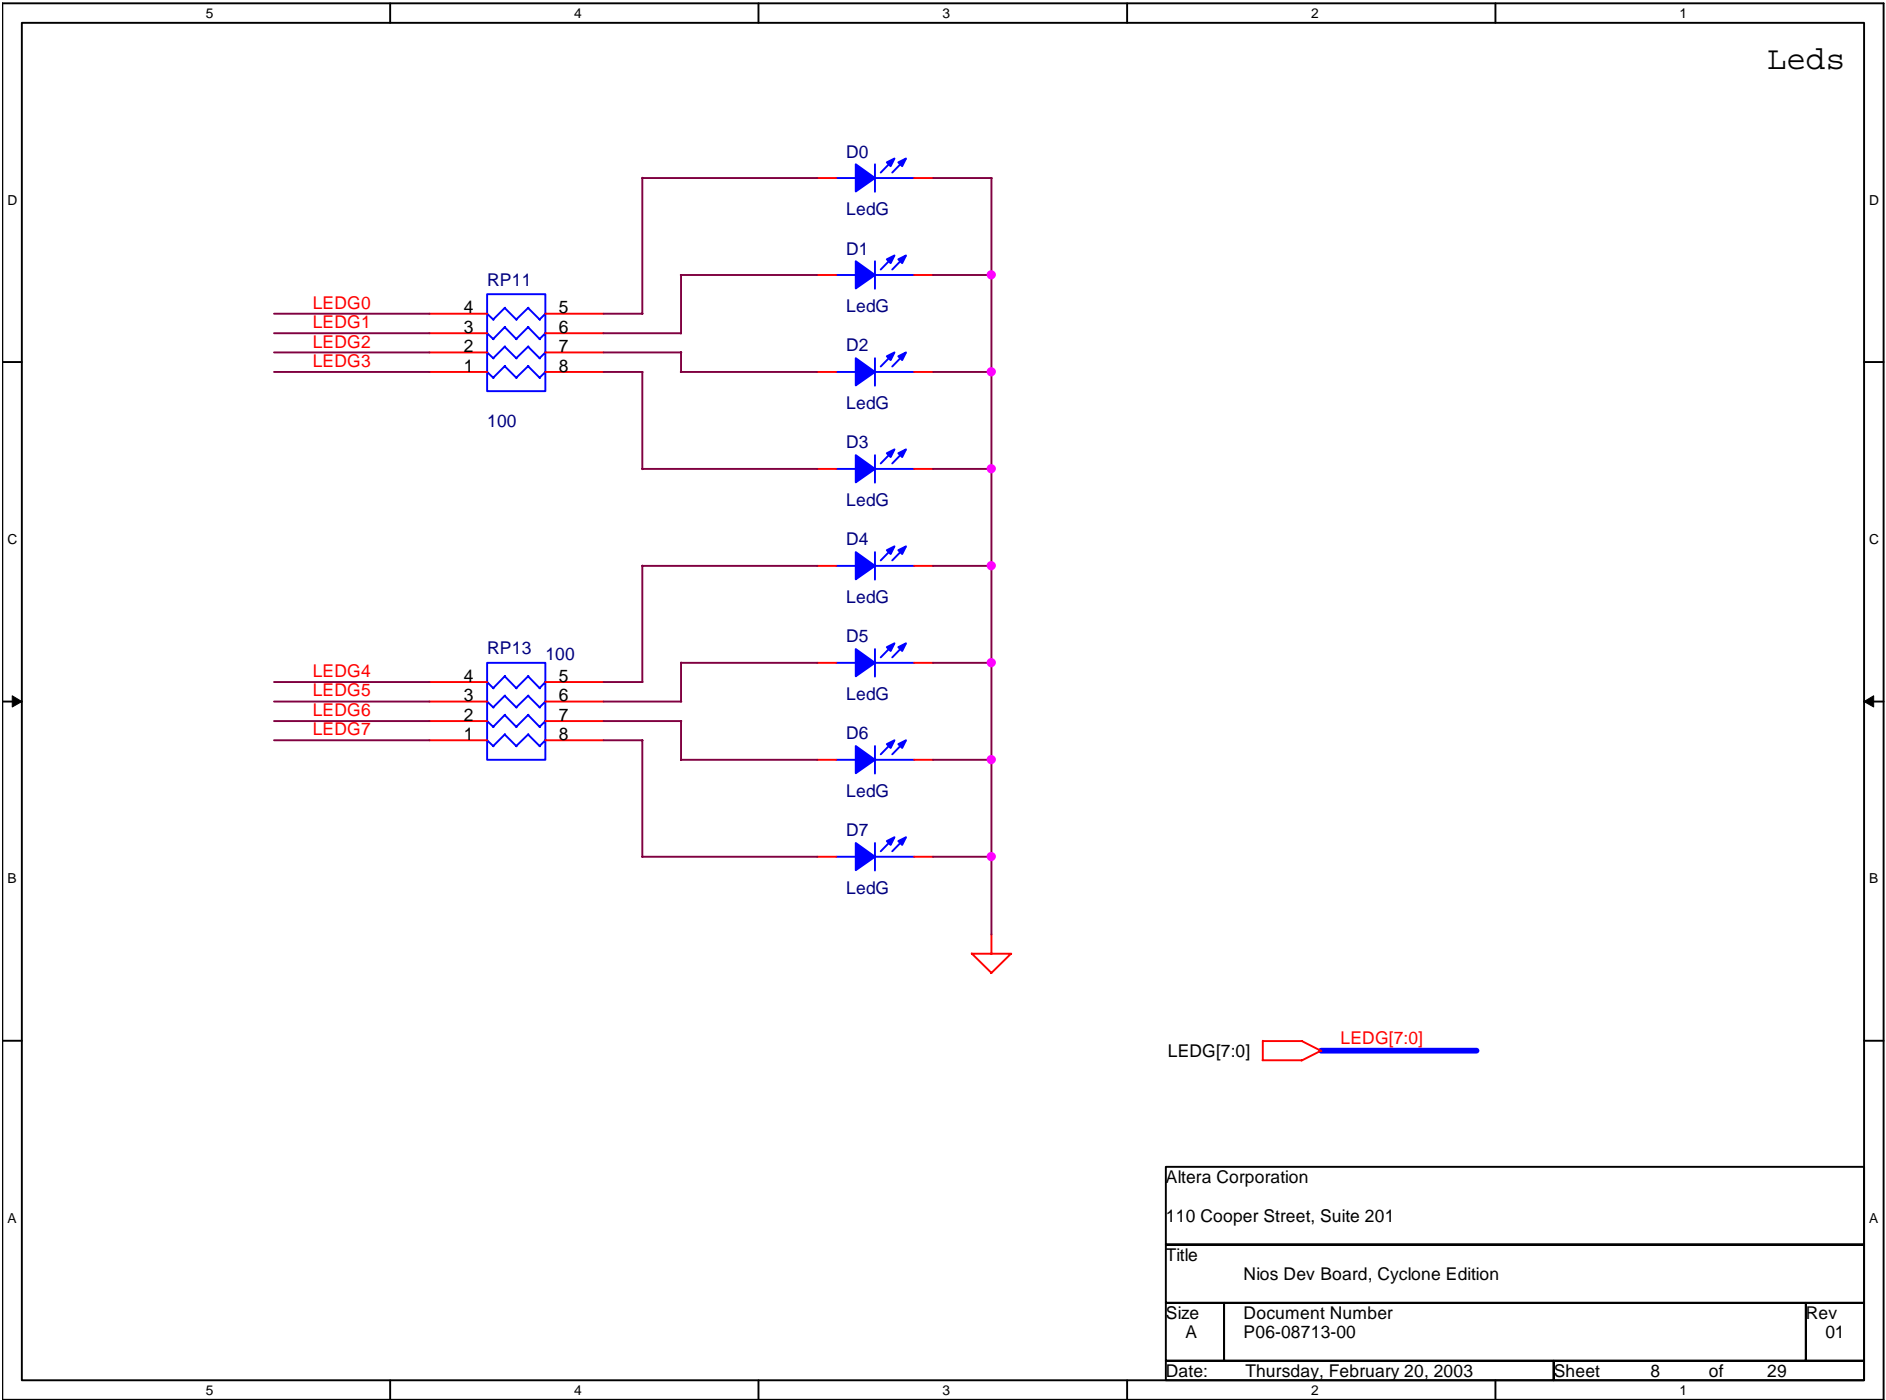 5 4 3 2 1
Leds
D D
D0
LedG
D1
LedG
RP11
LEDG0 4 5
LEDG1 3 6
LEDG2 2 7
LEDG3 1 8
100
D2
LedG
D3
LedG
C C
D4
LedG
RP13 100
LEDG4 4 5
LEDG5 3 6
LEDG6 2 7
LEDG7 1 8
D5
LedG
D6
LedG
D7
LedG
B B
LEDG[7:0] LEDG[7:0]
A A
Altera Corporation
110 Cooper Street, Suite 201
Title
Nios Dev Board, Cyclone Edition
Size Document Number Rev
A P06-08713-00 01
Date: Thursday, February 20, 2003 Sheet 8 of 29
5 4 3 2 1